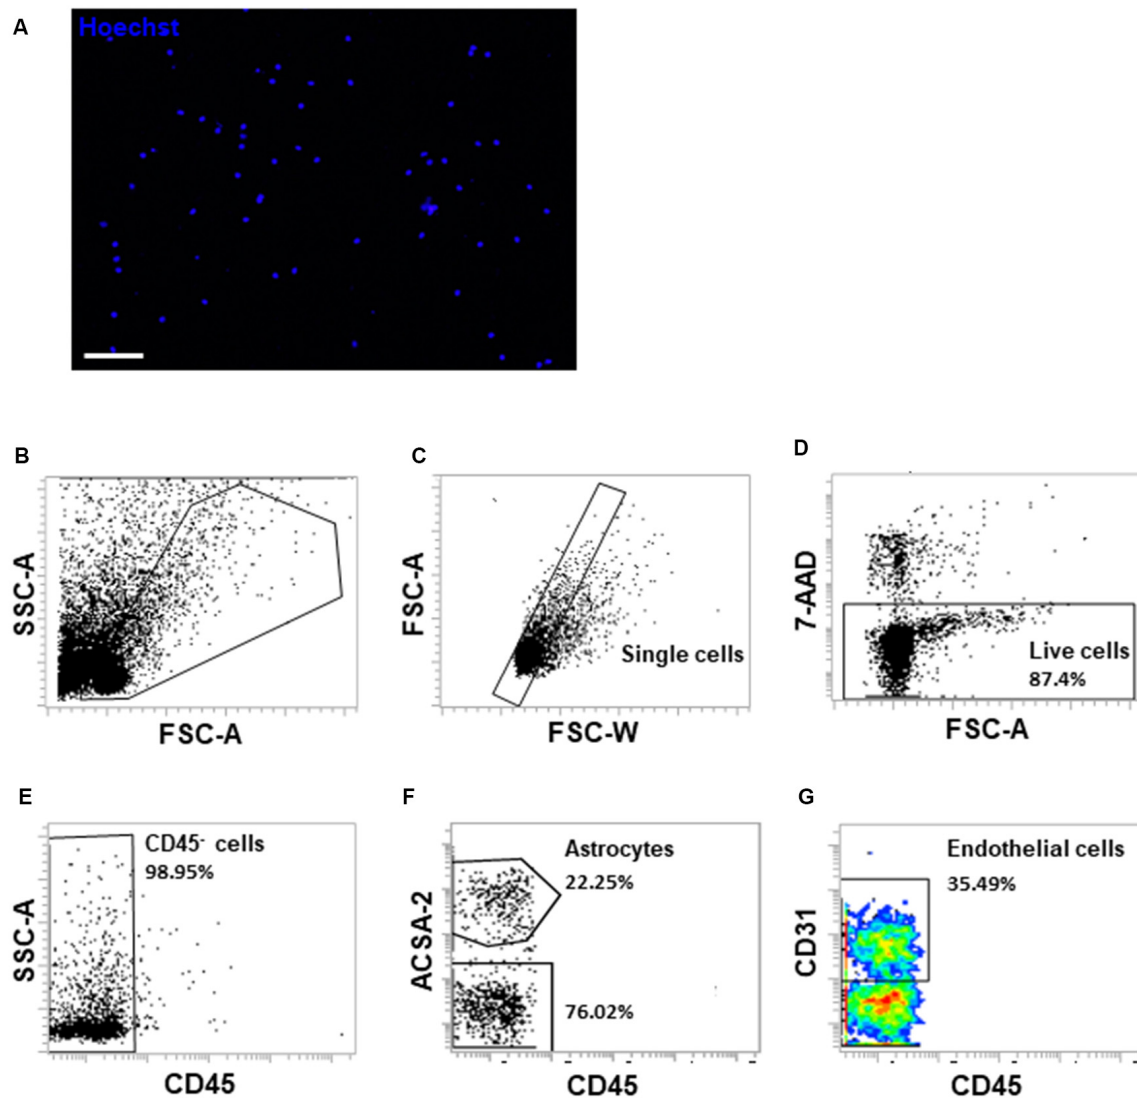 A
Hoechst
B
SSC-A
FSC-A
C
FSC-A
Single cells
FSC-W
D
7-AAD
Live cells
87.4%
FSC-A
E
SSC-A
CD45- cells
98.95%
CD45
F
ACSA-2
Astrocytes
22.25%
76.02%
CD45
G
CD31
Endothelial cells
35.49%
CD45